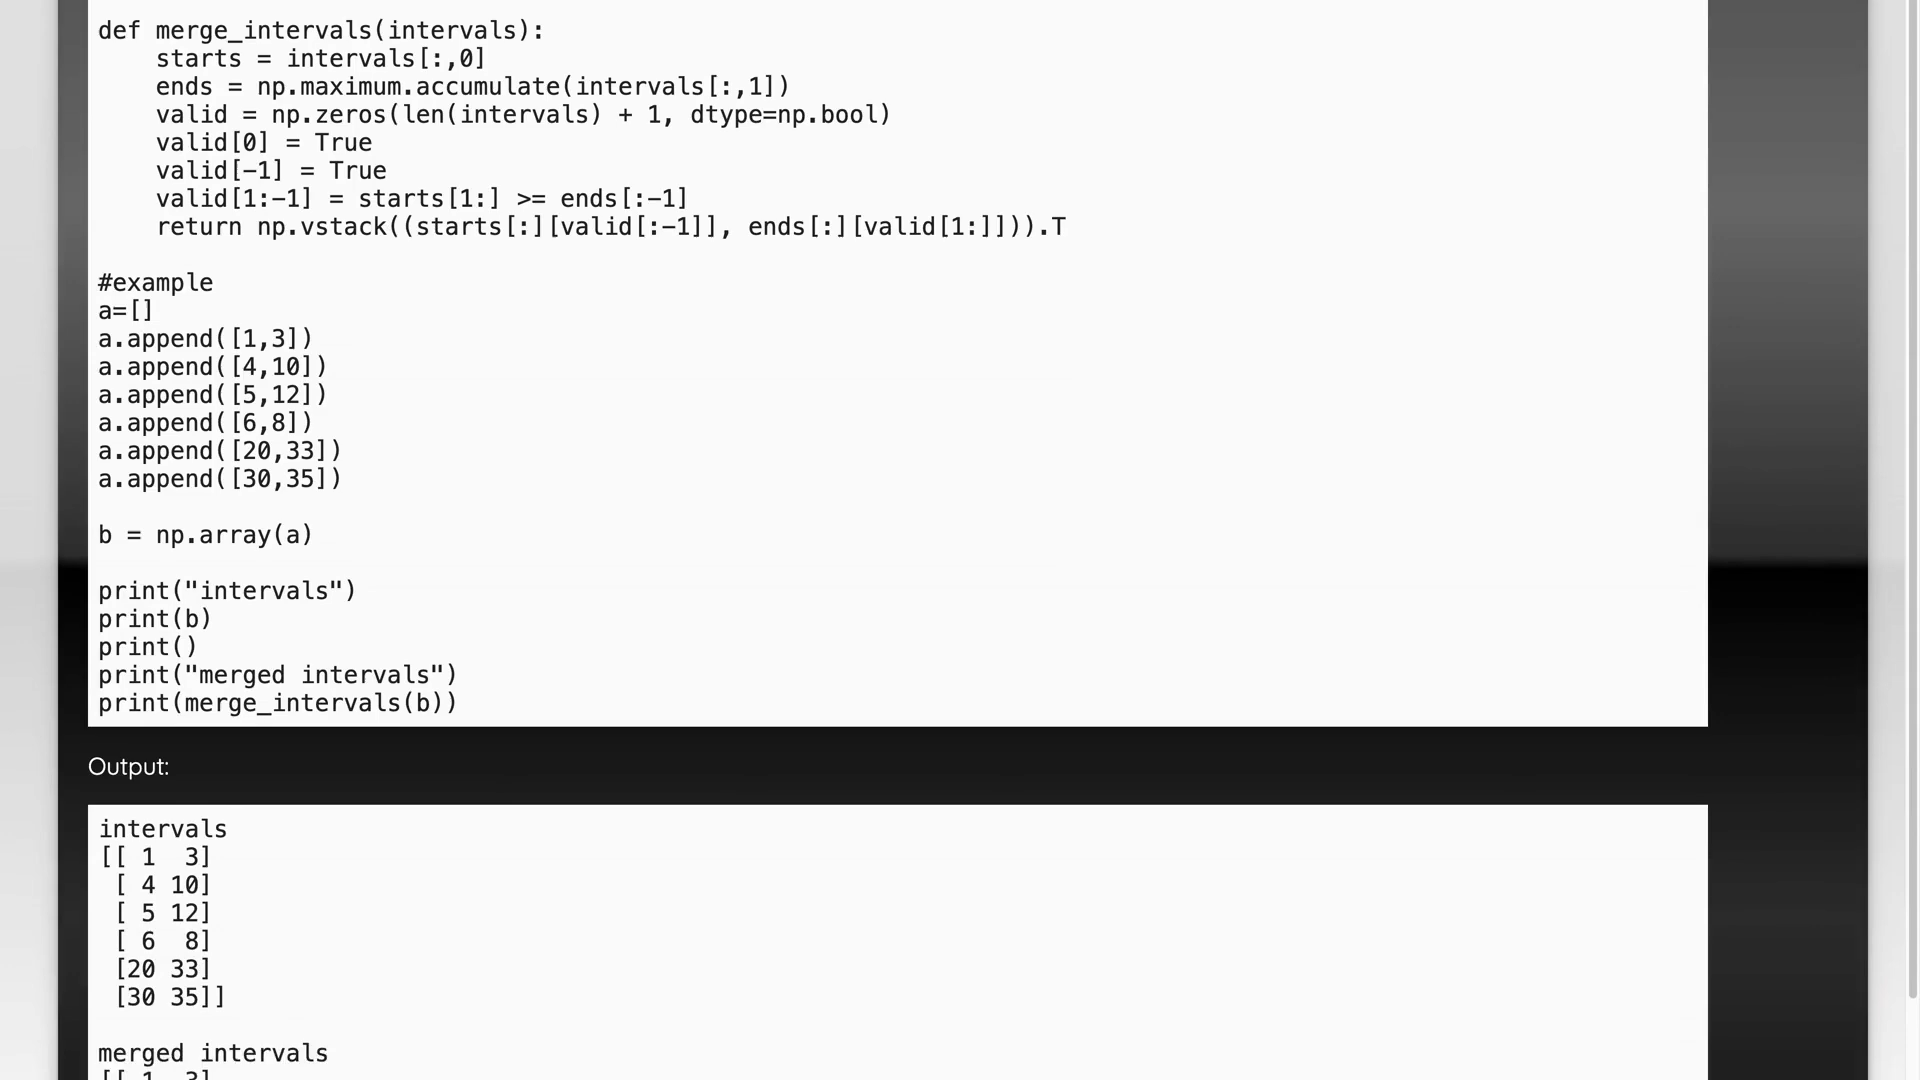 def merge_intervals(intervals):
    starts = intervals[:,0]
    ends = np.maximum.accumulate(intervals[:,1])
    valid = np.zeros(len(intervals) + 1, dtype=np.bool)
    valid[0] = True
    valid[-1] = True
    valid[1:-1] = starts[1:] >= ends[:-1]
    return np.vstack((starts[:][valid[:-1]], ends[:][valid[1:]])).T

#example
a=[]
a.append([1,3])
a.append([4,10])
a.append([5,12])
a.append([6,8])
a.append([20,33])
a.append([30,35])

b = np.array(a)

print("intervals")
print(b)
print()
print("merged intervals")
print(merge_intervals(b))
Output:
intervals
[[ 1  3]
 [ 4 10]
 [ 5 12]
 [ 6  8]
 [20 33]
 [30 35]]

merged intervals
[[ 1  3]